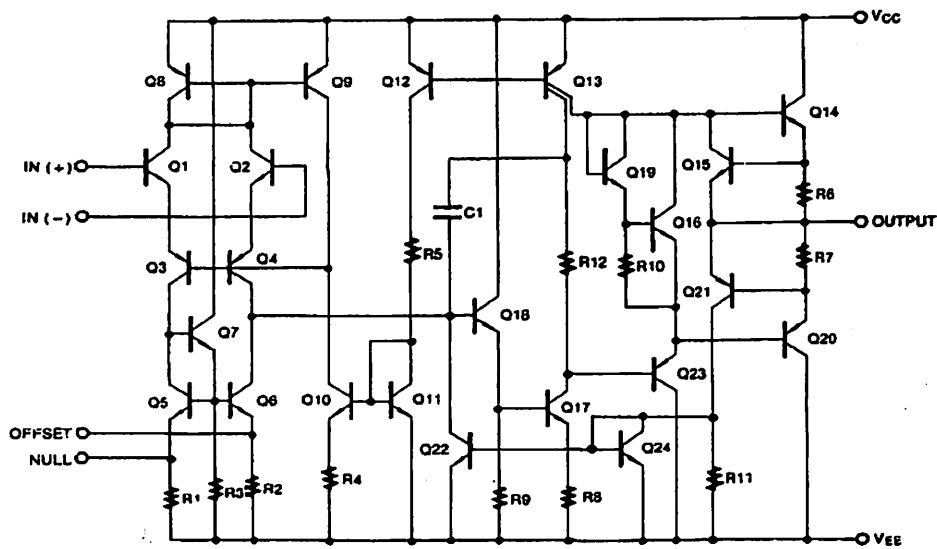 VCC
Q8
Q9
Q12
Q13
Q14
IN (+)
Q1
Q2
Q19
Q15
R6
IN (−)
C1
Q16
OUTPUT
Q3
Q4
R5
R12
R10
Q21
R7
Q7
Q18
Q20
Q5
Q6
Q10
Q11
Q17
Q23
OFFSET
NULL
Q22
Q24
R1
R3
R2
R4
R9
R8
R11
VEE